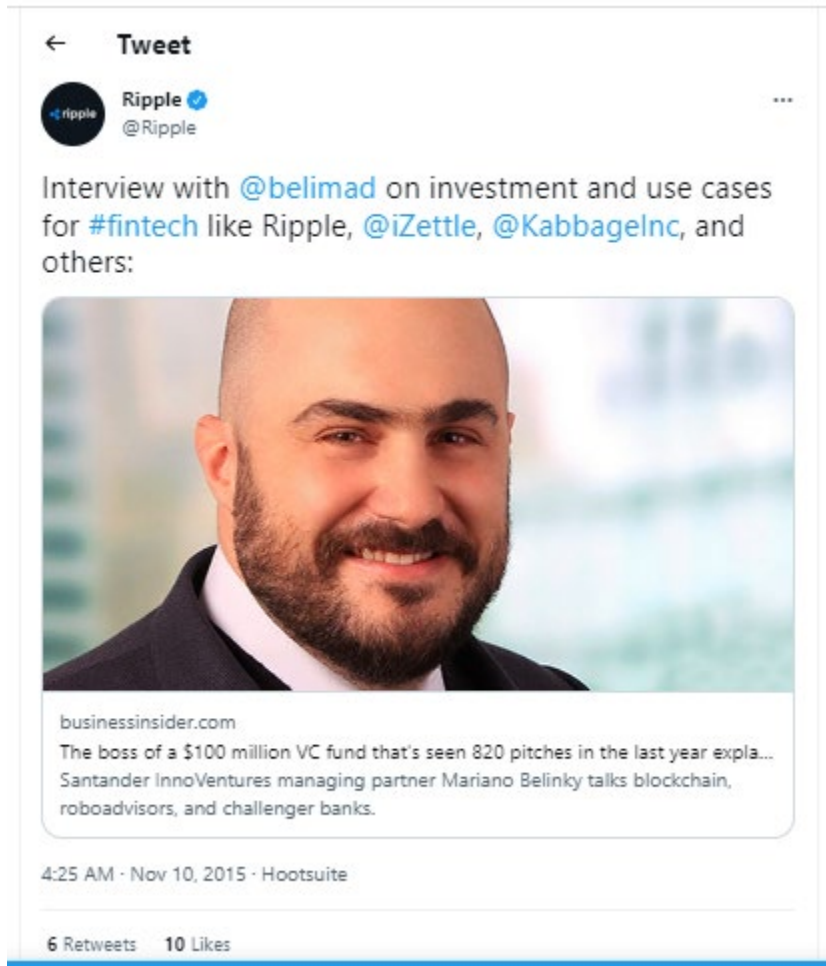 Tweet
ripple
Ripple
@Ripple
Interview with @belimad on investment and use cases
for #fintech like Ripple, @iZettle, @KabbageInc, and
others:
businessinsider.com
The boss of a $100 million VC fund that's seen 820 pitches in the last year expla...
Santander InnoVentures managing partner Mariano Belinky talks blockchain,
roboadvisors, and challenger banks.
4:25 AM · Nov 10, 2015 · Hootsuite
6 Retweets 10 Likes